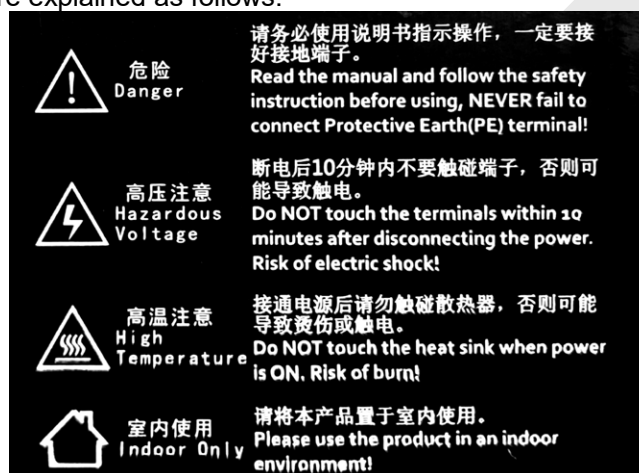 re explained as follows:
危险
Danger
请务必使用说明书指示操作，一定要接
好接地端子。
Read the manual and follow the safety
instruction before using, NEVER fail to
connect Protective Earth(PE) terminal!
高压注意
Hazardous
Voltage
断电后10分钟内不要触碰端子，否则可
能导致触电。
Do NOT touch the terminals within 10
minutes after disconnecting the power.
Risk of electric shock!
高温注意
High
Temperature
接通电源后请勿触碰散热器，否则可能
导致烫伤或触电。
Do NOT touch the heat sink when power
is ON. Risk of burn!
室内使用
Indoor Only
请将本产品置于室内使用。
Please use the product in an indoor
environment!